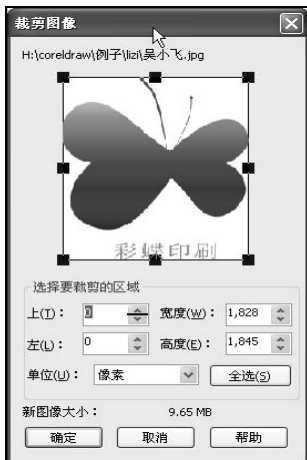 裁剪图像
H:\coreldraw\例子\lizi\吴小飞.jpg
彩蝶印刷
选择要裁剪的区域
上(T)： 0 宽度(W)： 1,828
左(L)： 0 高度(E)： 1,845
单位(U)： 像素 全选(S)
新图像大小： 9.65 MB
确定 取消 帮助